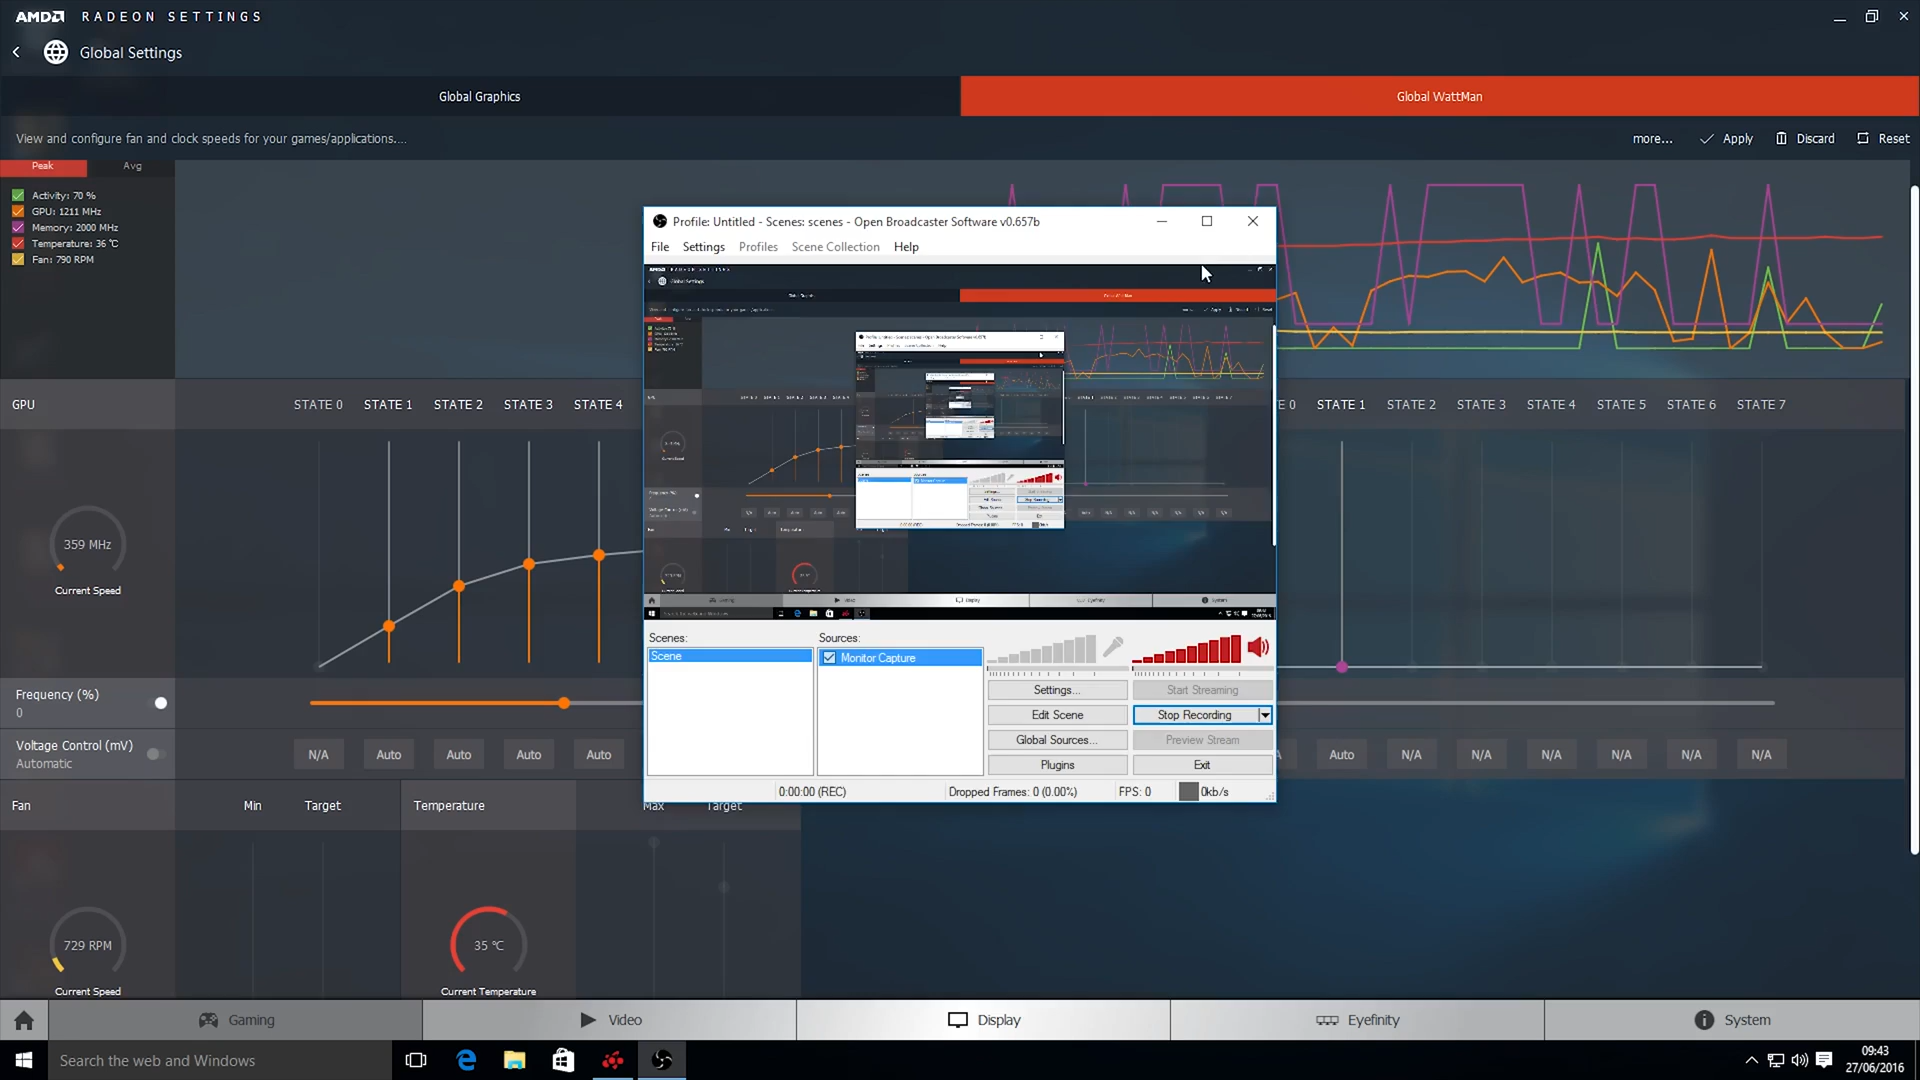 AMD RADEON SETTINGS
Global Settings
Global Graphics
Global WattMan
View and configure fan and clock speeds for your games/applications....
more...
Apply
Discard
Reset
Peak
Avg
Activity: 70 %
GPU: 1211 MHz
Memory: 2000 MHz
Temperature: 36 °C
Fan: 790 RPM
Profile: Untitled - Scenes: scenes - Open Broadcaster Software v0.657b
File Settings Profiles Scene Collection Help
GPU
STATE 0 STATE 1 STATE 2 STATE 3 STATE 4
E 0 STATE 1 STATE 2 STATE 3 STATE 4 STATE 5 STATE 6 STATE 7
359 MHz
Current Speed
Scenes:
Scene
Sources:
Monitor Capture
Settings...
Start Streaming
Edit Scene
Stop Recording
Global Sources...
Preview Stream
Plugins
Exit
0:00:00 (REC)
Dropped Frames: 0 (0.00%)
FPS: 0
0kb/s
Frequency (%)
0
Voltage Control (mV)
Automatic
N/A Auto Auto Auto Auto
Auto N/A N/A N/A N/A N/A N/A
Fan
Min
Target
Temperature
Max
Target
729 RPM
Current Speed
35 °C
Current Temperature
Gaming
Video
Display
Eyefinity
System
Search the web and Windows
09:43
27/06/2016